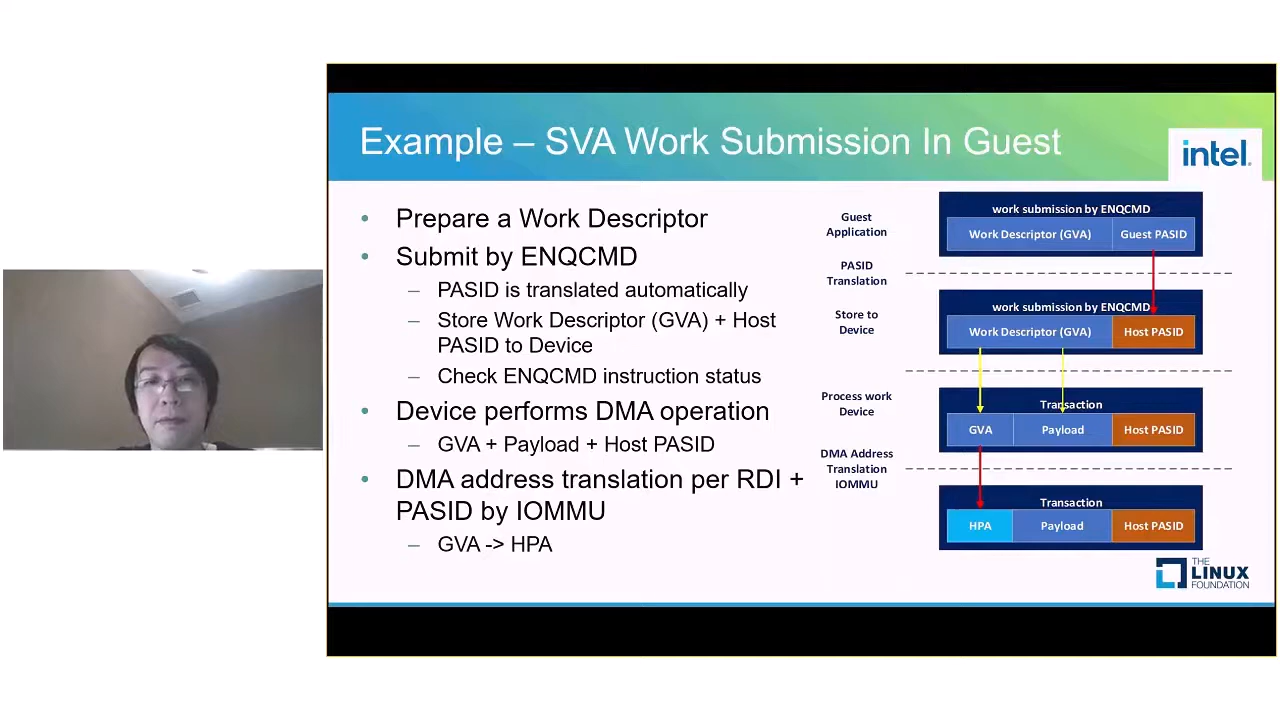 Example – SVA Work Submission In Guest
intel.
• Prepare a Work Descriptor
• Submit by ENQCMD
– PASID is translated automatically
– Store Work Descriptor (GVA) + Host
PASID to Device
– Check ENQCMD instruction status
• Device performs DMA operation
– GVA + Payload + Host PASID
• DMA address translation per RDI +
PASID by IOMMU
– GVA -> HPA
Guest
Application
work submission by ENQCMD
Work Descriptor (GVA)
Guest PASID
PASID
Translation
Store to
Device
work submission by ENQCMD
Work Descriptor (GVA)
Host PASID
Process work
Device
Transaction
GVA
Payload
Host PASID
DMA Address
Translation
IOMMU
Transaction
HPA
Payload
Host PASID
THE
LINUX
FOUNDATION